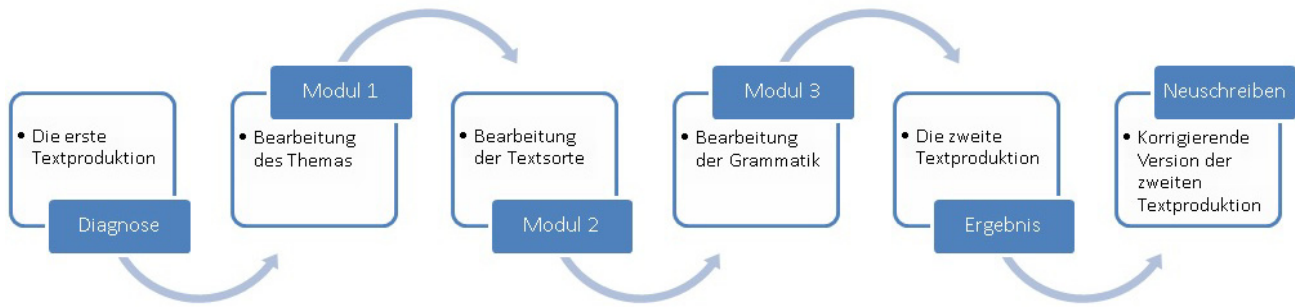 • Die erste
Textproduktion
Diagnose
Modul 1
• Bearbeitung
des Themas
• Bearbeitung
der Textsorte
Modul 2
Modul 3
• Bearbeitung
der Grammatik
• Die zweite
Textproduktion
Ergebnis
Neuschreiben
• Korrigierende
Version der
zweiten
Textproduktion